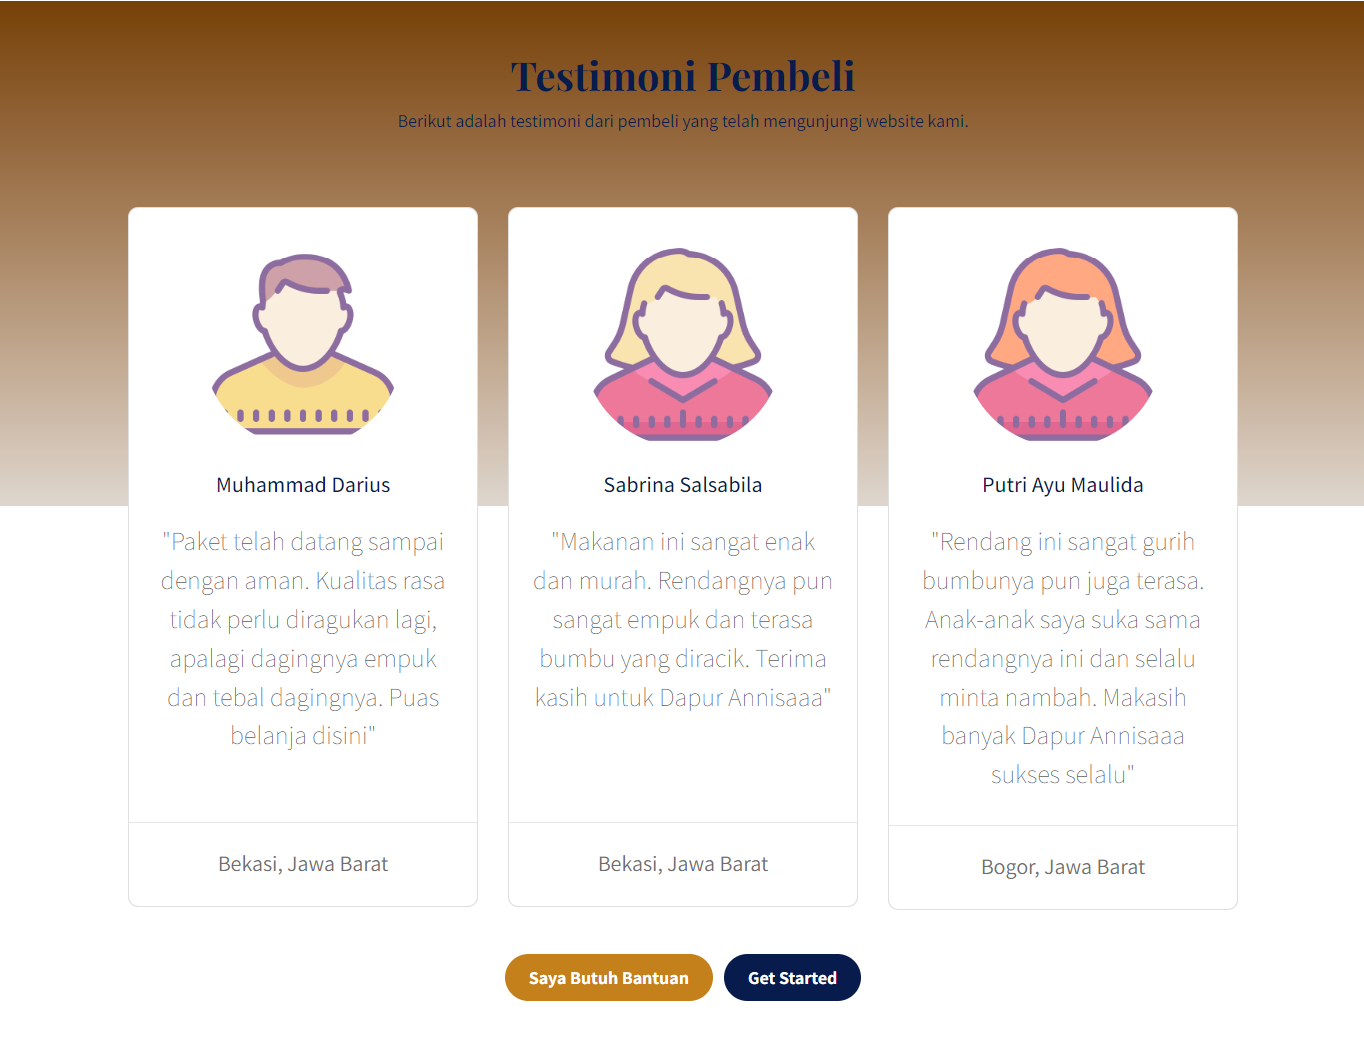 Testimoni Pembeli
Berikut adalah testimoni dari pembeli yang telah mengunjungi website kami.
Muhammad Darius
"Paket telah datang sampai
dengan aman. Kualitas rasa
tidak perlu diragukan lagi,
apalagi dagingnya empuk
dan tebal dagingnya. Puas
belanja disini"
Bekasi, Jawa Barat
Sabrina Salsabila
"Makanan ini sangat enak
dan murah. Rendangnya pun
sangat empuk dan terasa
bumbu yang diracik. Terima
kasih untuk Dapur Annisaaa"
Bekasi, Jawa Barat
Putri Ayu Maulida
"Rendang ini sangat gurih
bumbunya pun juga terasa.
Anak-anak saya suka sama
rendangnya ini dan selalu
minta nambah. Makasih
banyak Dapur Annisaaa
sukses selalu"
Bogor, Jawa Barat
Saya Butuh Bantuan
Get Started